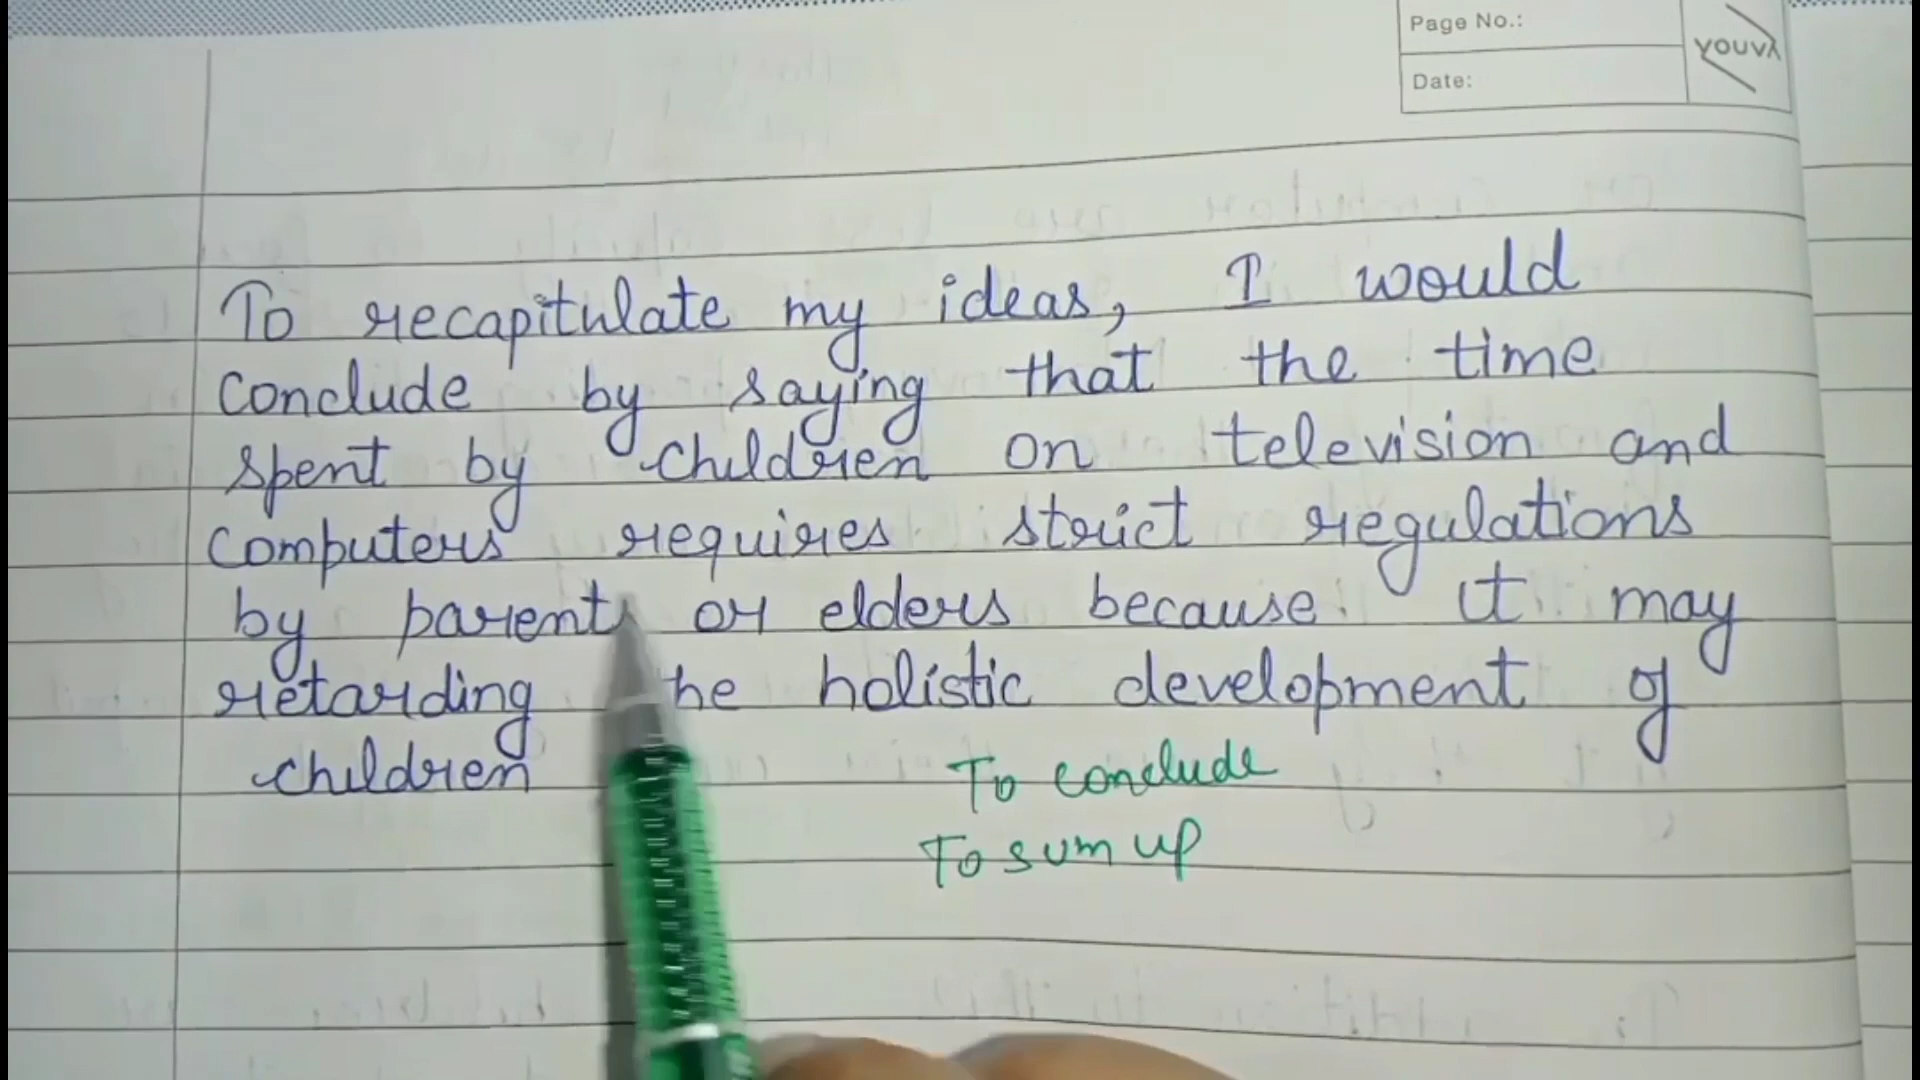 Page No.:
Date:
YOUVA
To recapitulate my ideas, I would
conclude by saying that the time
spent by children on television and
computers requires strict regulations
by parents or elders because it may
retarding he holistic development of
children
To conclude
To sum up